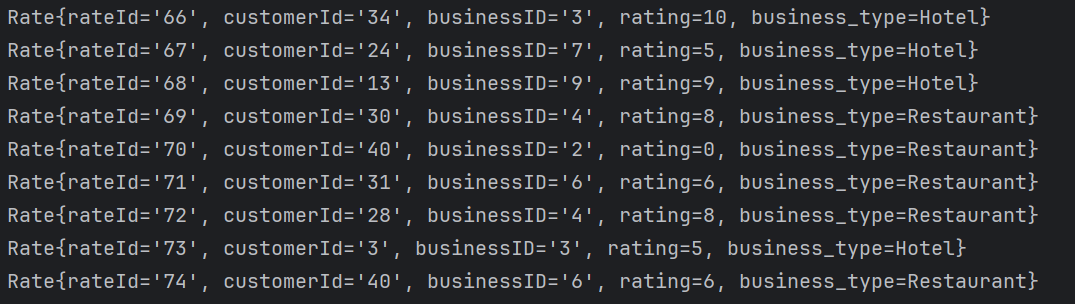 Rate{rateId='66', customerId='34', businessID='3', rating=10, business_type=Hotel}
Rate{rateId='67', customerId='24', businessID='7', rating=5, business_type=Hotel}
Rate{rateId='68', customerId='13', businessID='9', rating=9, business_type=Hotel}
Rate{rateId='69', customerId='30', businessID='4', rating=8, business_type=Restaurant}
Rate{rateId='70', customerId='40', businessID='2', rating=0, business_type=Restaurant}
Rate{rateId='71', customerId='31', businessID='6', rating=6, business_type=Restaurant}
Rate{rateId='72', customerId='28', businessID='4', rating=8, business_type=Restaurant}
Rate{rateId='73', customerId='3', businessID='3', rating=5, business_type=Hotel}
Rate{rateId='74', customerId='40', businessID='6', rating=6, business_type=Restaurant}